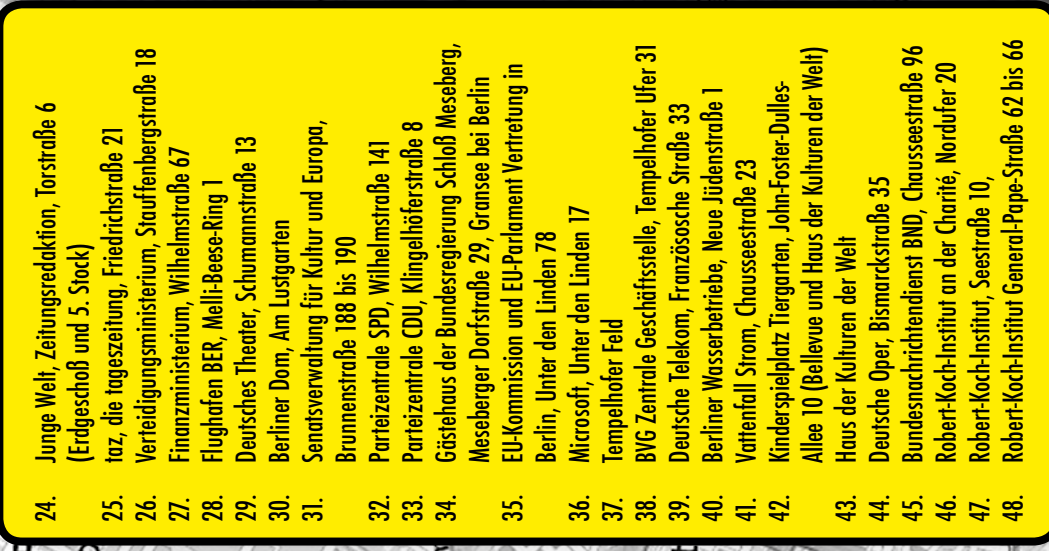 24. Junge Welt, Zeitungsredaktion, Torstraße 6
(Erdgeschoß und 5. Stock)
25. taz, die tageszeitung, Friedrichstraße 21
26. Verteidigungsministerium, Stauffenbergstraße 18
27. Finanzministerium, Wilhelmstraße 67
28. Flughafen BER, Melli-Beese-Ring 1
29. Deutsches Theater, Schumannstraße 13
30. Berliner Dom, Am Lustgarten
31. Senatsverwaltung für Kultur und Europa,
Brunnenstraße 188 bis 190
32. Parteizentrale SPD, Wilhelmstraße 141
33. Parteizentrale CDU, Klingelhöferstraße 8
34. Gästehaus der Bundesregierung Schloß Meseberg,
Meseberger Dorfstraße 29, Gransee bei Berlin
35. EU-Kommission und EU-Parlament Vertretung in
Berlin, Unter den Linden 78
36. Microsoft, Unter den Linden 17
37. Tempelhofer Feld
38. BVG Zentrale Geschäftsstelle, Tempelhofer Ufer 31
39. Deutsche Telekom, Französosche Straße 33
40. Berliner Wasserbetriebe, Neue Jüdenstraße 1
41. Vattenfall Strom, Chausseestraße 23
42. Kinderspielplatz Tiergarten, John-Foster-Dulles-
Allee 10 (Bellevue und Haus der Kulturen der Welt)
43. Haus der Kulturen der Welt
44. Deutsche Oper, Bismarckstraße 35
45. Bundesnachrichtendienst BND, Chausseestraße 96
46. Robert-Koch-Institut an der Charité, Nordufer 20
47. Robert-Koch-Institut, Seestraße 10,
48. Robert-Koch-Institut General-Pape-Straße 62 bis 66